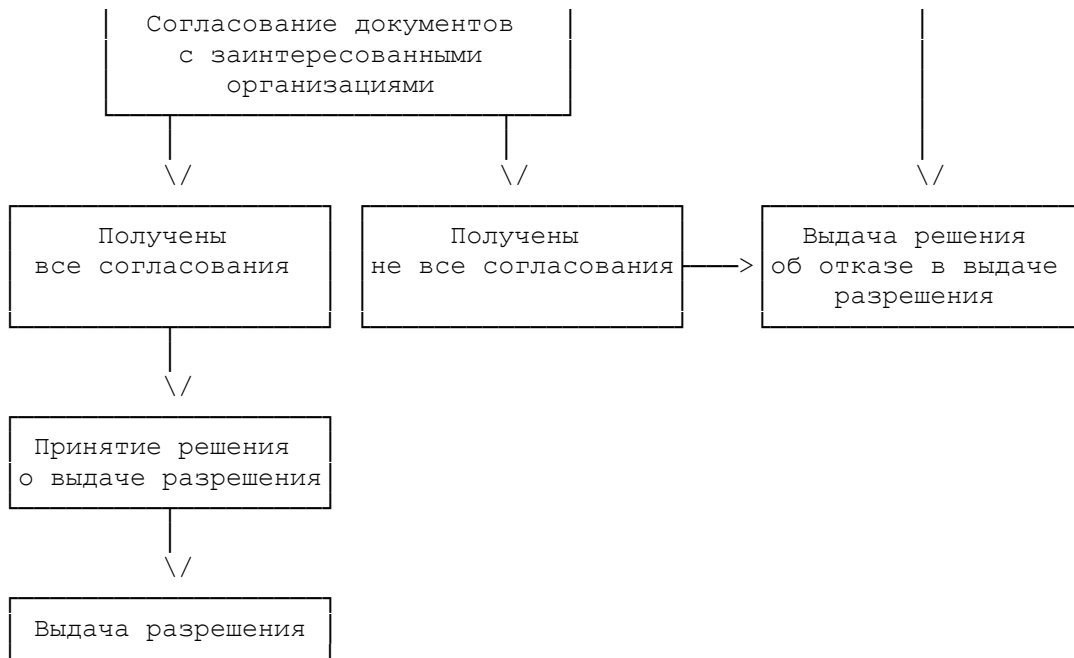 Согласование документов
с заинтересованными
организациями
Получены
все согласования
Получены
не все согласования
Выдача решения
об отказе в выдаче
разрешения
Принятие решения
о выдаче разрешения
Выдача разрешения